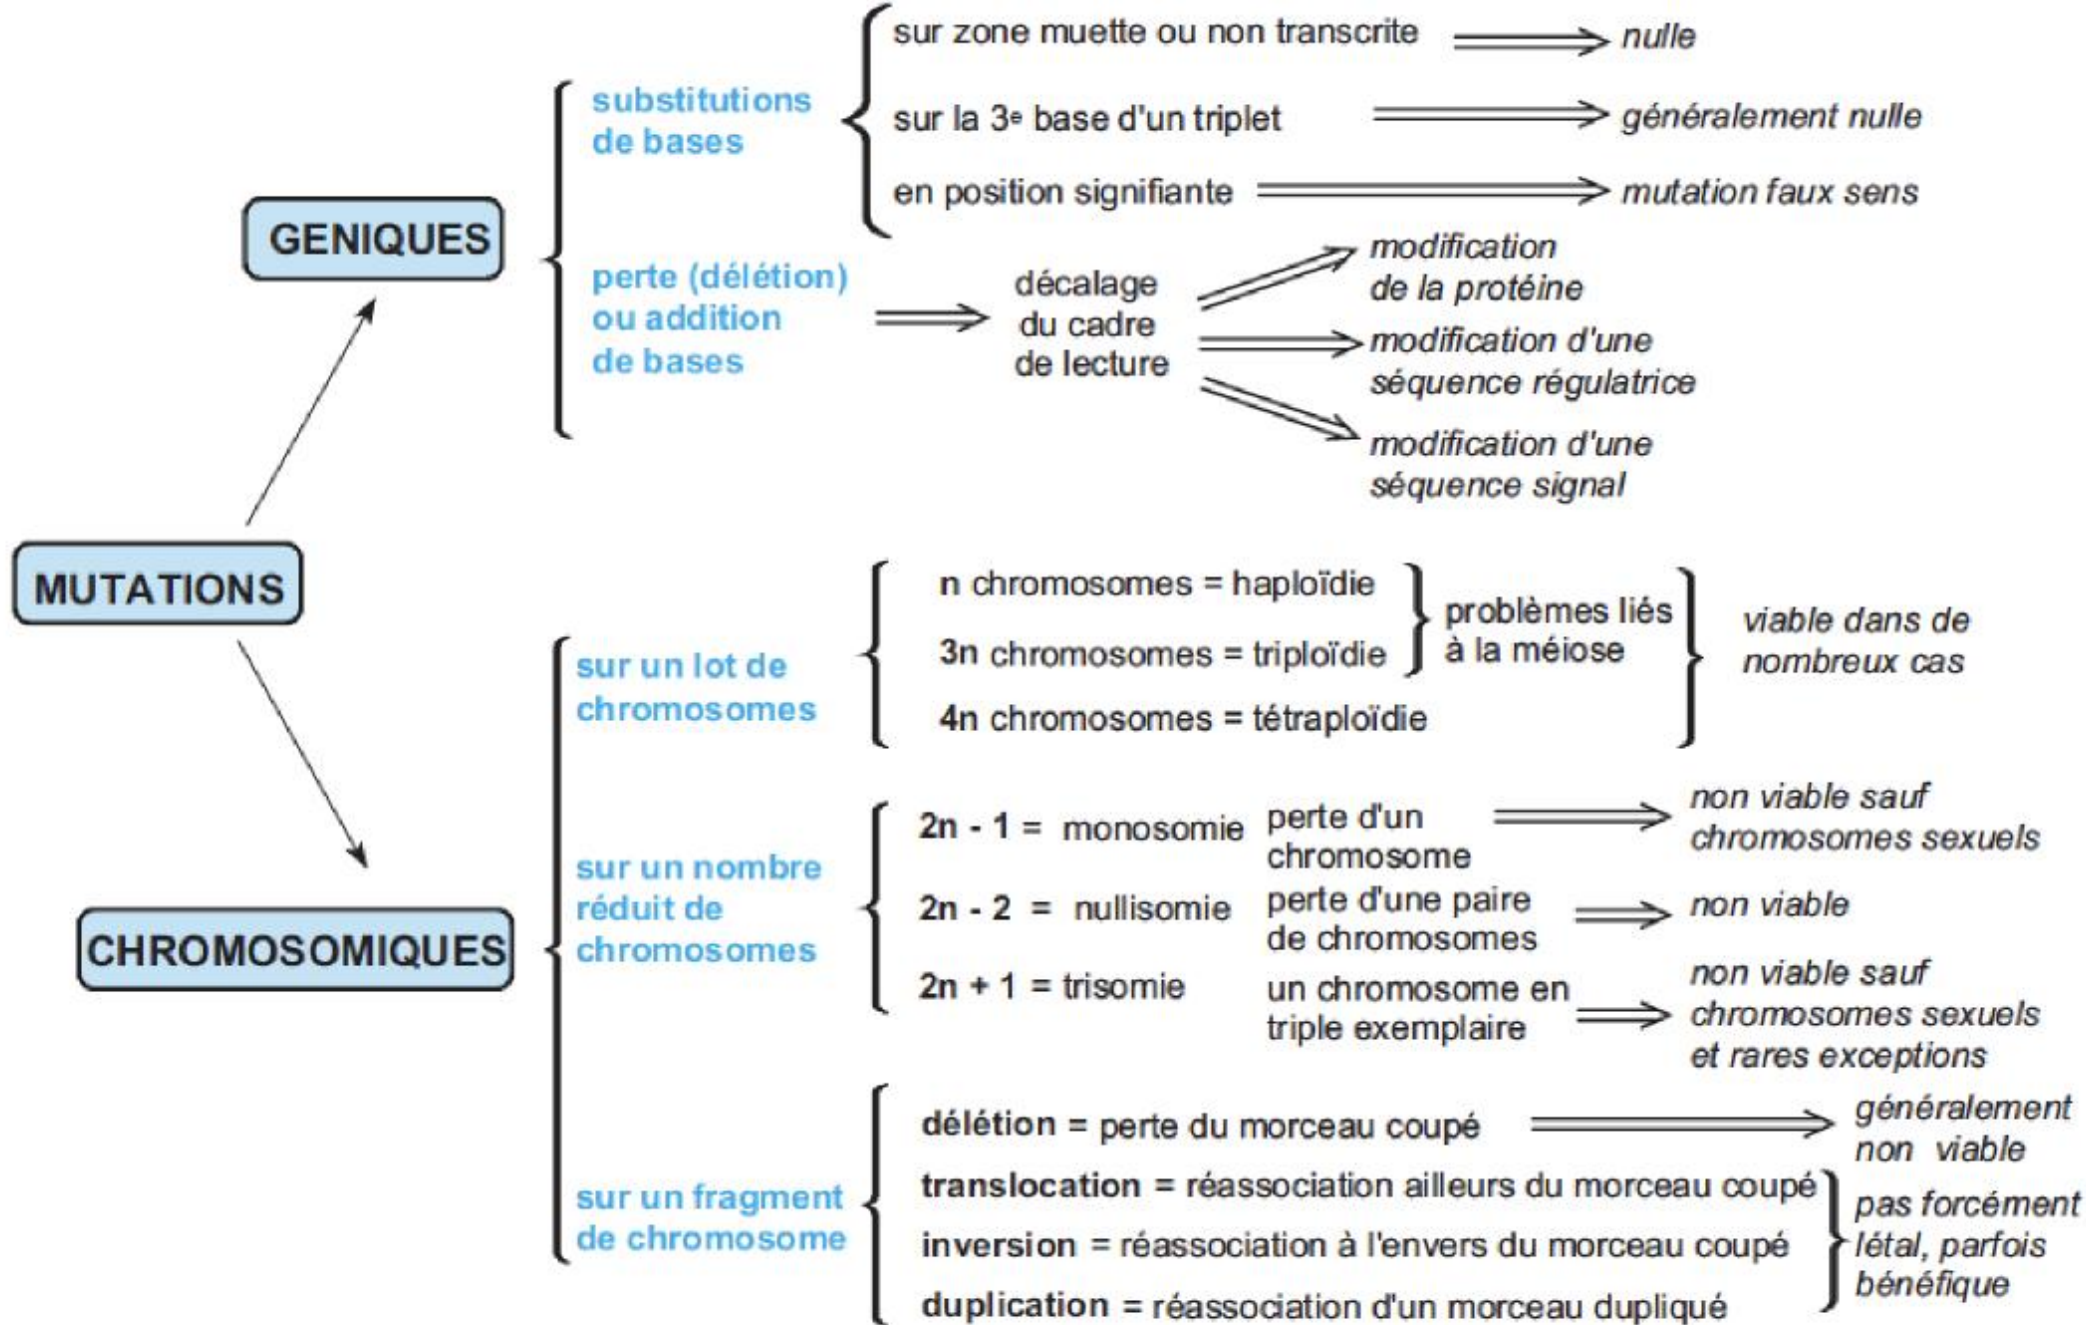 sur zone muette ou non transcrite
nulle
substitutions
de bases
sur la 3e base d'un triplet
généralement nulle
en position signifiante
mutation faux sens
GENIQUES
perte (délétion)
ou addition
de bases
décalage
du cadre
de lecture
modification
de la protéine
modification d'une
séquence régulatrice
modification d'une
séquence signal
MUTATIONS
sur un lot de
chromosomes
n chromosomes = haploïdie
3n chromosomes = triploïdie
problèmes liés
à la méiose
4n chromosomes = tétraploïdie
viable dans de
nombreux cas
CHROMOSOMIQUES
sur un nombre
réduit de
chromosomes
2n - 1 = monosomie
perte d'un
chromosome
non viable sauf
chromosomes sexuels
2n - 2 = nullisomie
perte d'une paire
de chromosomes
non viable
2n + 1 = trisomie
un chromosome en
triple exemplaire
non viable sauf
chromosomes sexuels
et rares exceptions
sur un fragment
de chromosome
délétion = perte du morceau coupé
généralement
non viable
translocation = réassociation ailleurs du morceau coupé
inversion = réassociation à l'envers du morceau coupé
duplication = réassociation d'un morceau dupliqué
pas forcément
létal, parfois
bénéfique